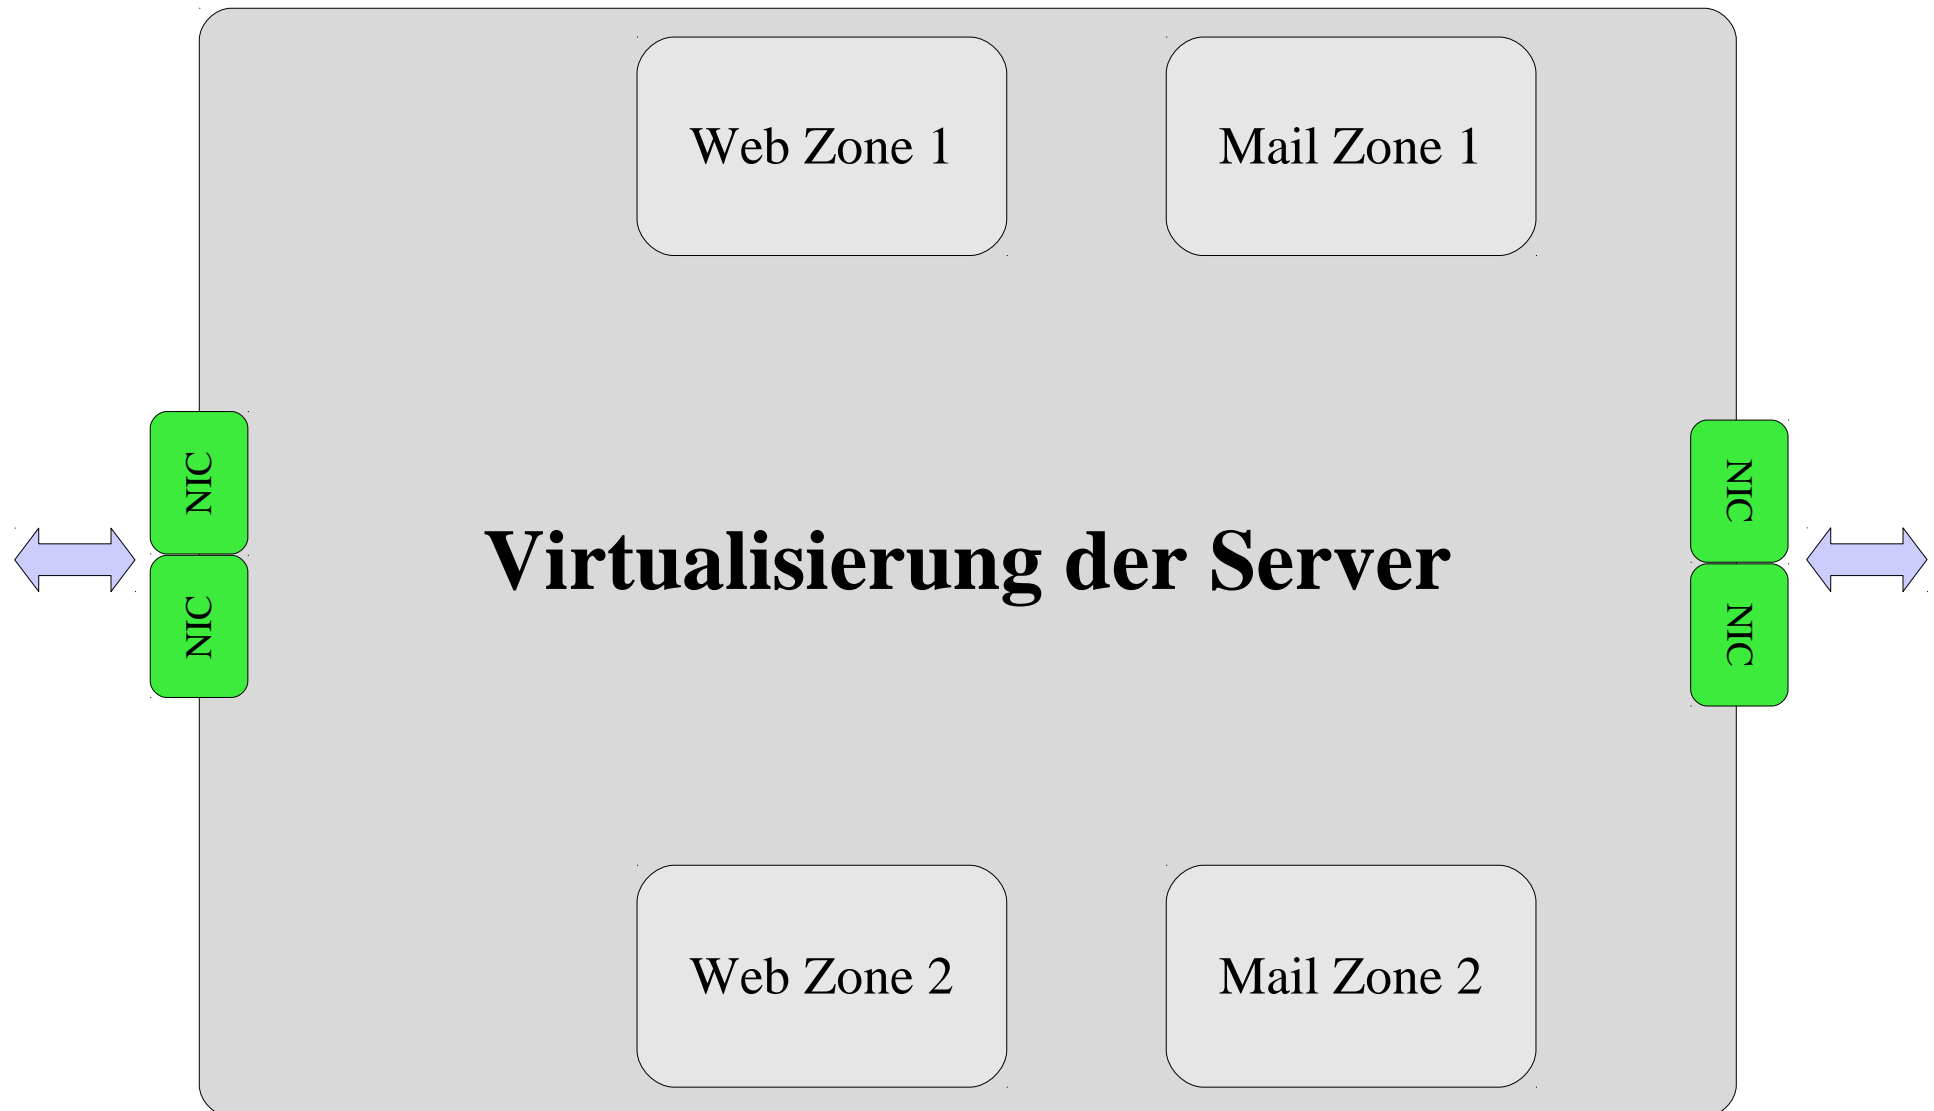 Web Zone 1
Mail Zone 1
NIC
NIC
Virtualisierung der Server
NIC
NIC
Web Zone 2
Mail Zone 2